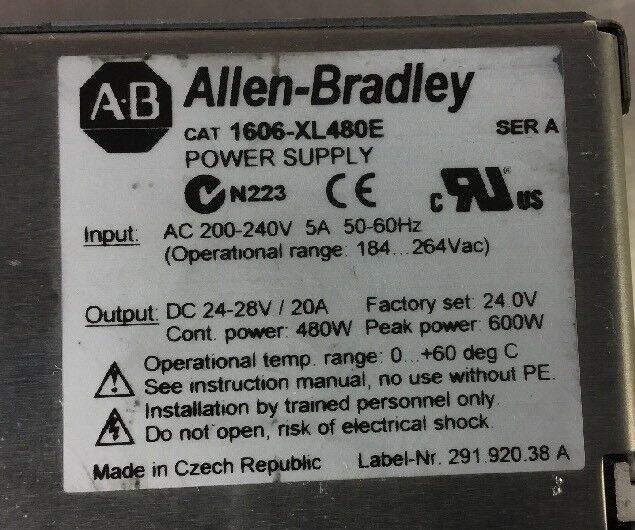 A·B Allen-Bradley
CAT 1606-XL480E SER A
POWER SUPPLY
N223 CE c RU US
Input: AC 200-240V 5A 50-60Hz
(Operational range: 184...264Vac)
Output: DC 24-28V / 20A Factory set: 24.0V
Cont. power: 480W Peak power: 600W
Operational temp. range: 0...+60 deg C
See instruction manual, no use without PE.
Installation by trained personnel only.
Do not open, risk of electrical shock.
Made in Czech Republic Label-Nr. 291.920.38 A